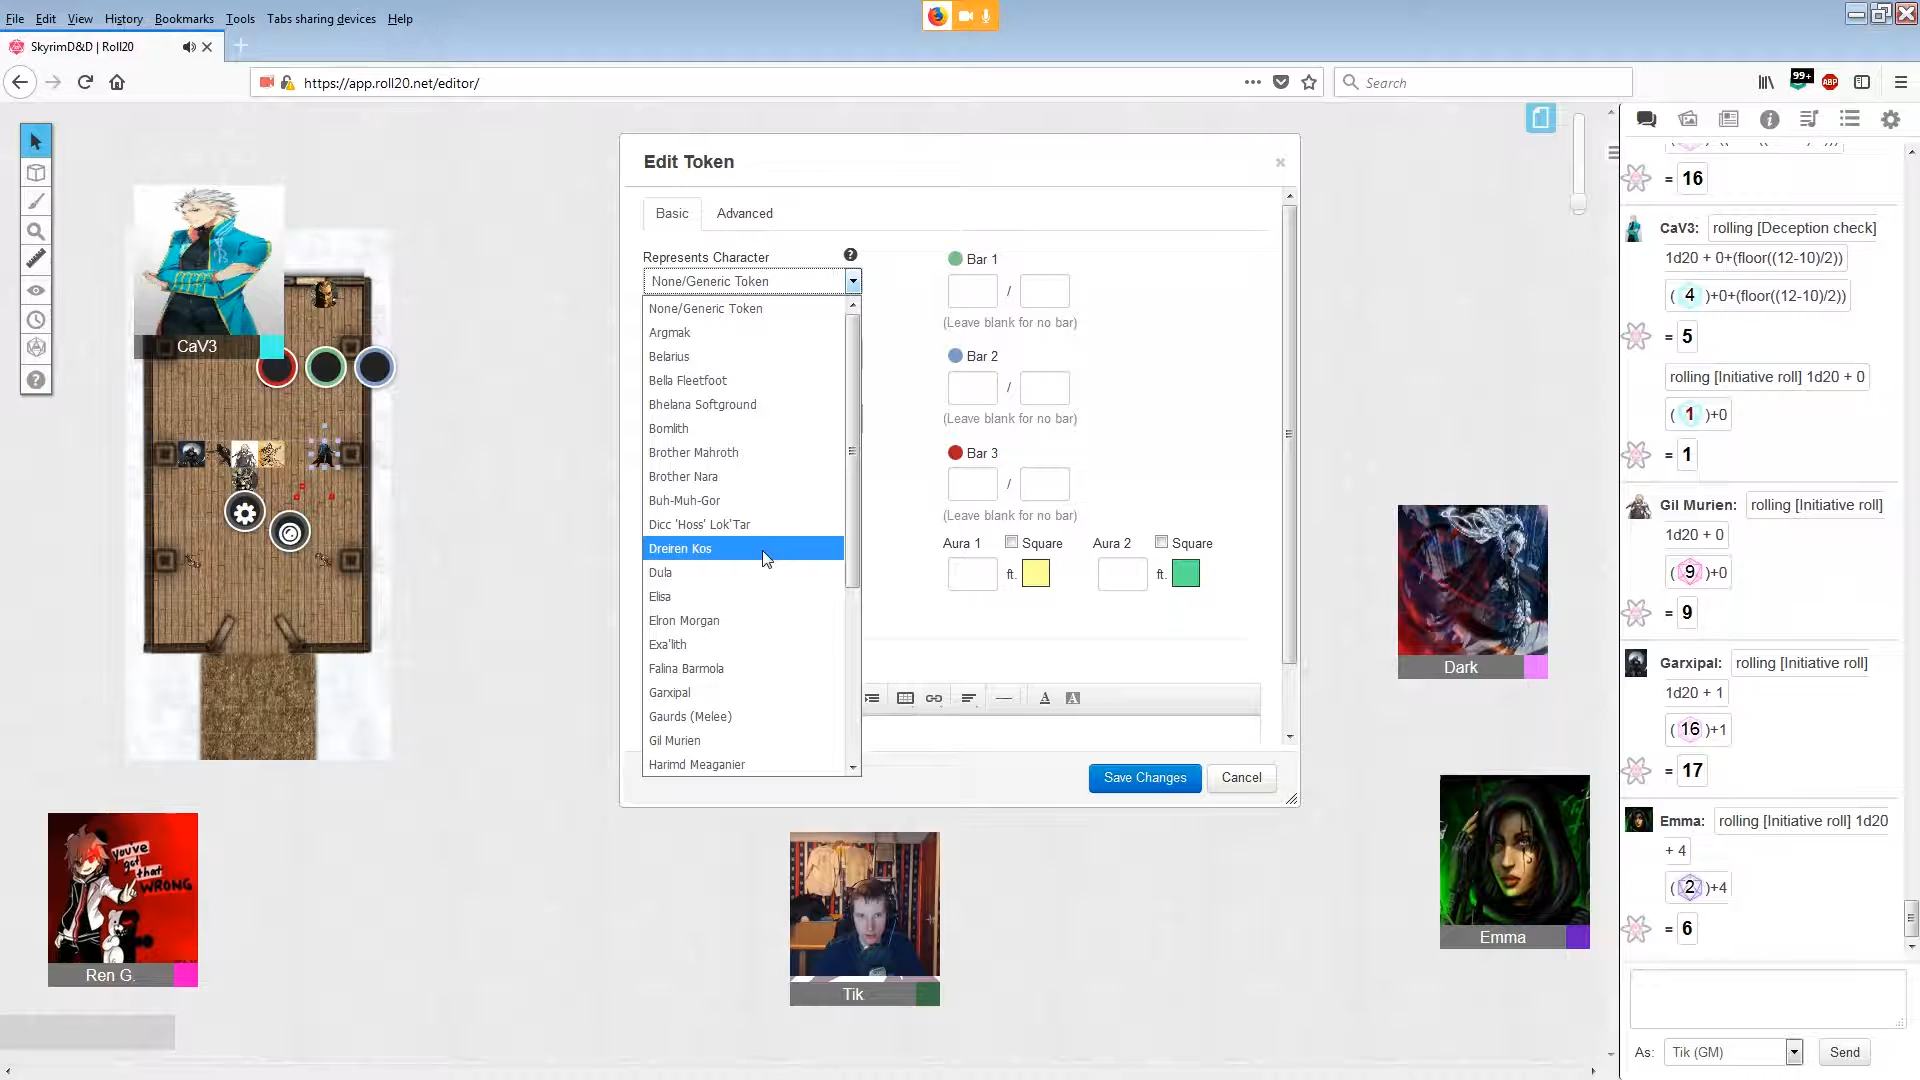 File Edit View History Bookmarks Tools Tabs sharing devices Help
SkyrimD&D | Roll20
https://app.roll20.net/editor/
Search
99+
ABP
CaV3
Edit Token
Basic Advanced
Represents Character
None/Generic Token
None/Generic Token
Argmak
Belarius
Bella Fleetfoot
Bhelana Softground
Bomlith
Brother Mahroth
Brother Nara
Buh-Muh-Gor
Dicc 'Hoss' Lok'Tar
Dreiren Kos
Dula
Elisa
Elron Morgan
Exa'lith
Falina Barmola
Garxipal
Gaurds (Melee)
Gil Murien
Harimd Meaganier
Bar 1
/
(Leave blank for no bar)
Bar 2
/
(Leave blank for no bar)
Bar 3
/
(Leave blank for no bar)
Aura 1 Square Aura 2 Square
ft. ft.
Save Changes Cancel
you've got that WRONG
Ren G.
Tik
Dark
Emma
= 16
CaV3: rolling [Deception check]
1d20 + 0+(floor((12-10)/2))
(4)+0+(floor((12-10)/2))
= 5
rolling [Initiative roll] 1d20 + 0
(1)+0
= 1
Gil Murien: rolling [Initiative roll]
1d20 + 0
(9)+0
= 9
Garxipal: rolling [Initiative roll]
1d20 + 1
(16)+1
= 17
Emma: rolling [Initiative roll] 1d20
+ 4
(2)+4
= 6
As: Tik (GM) Send